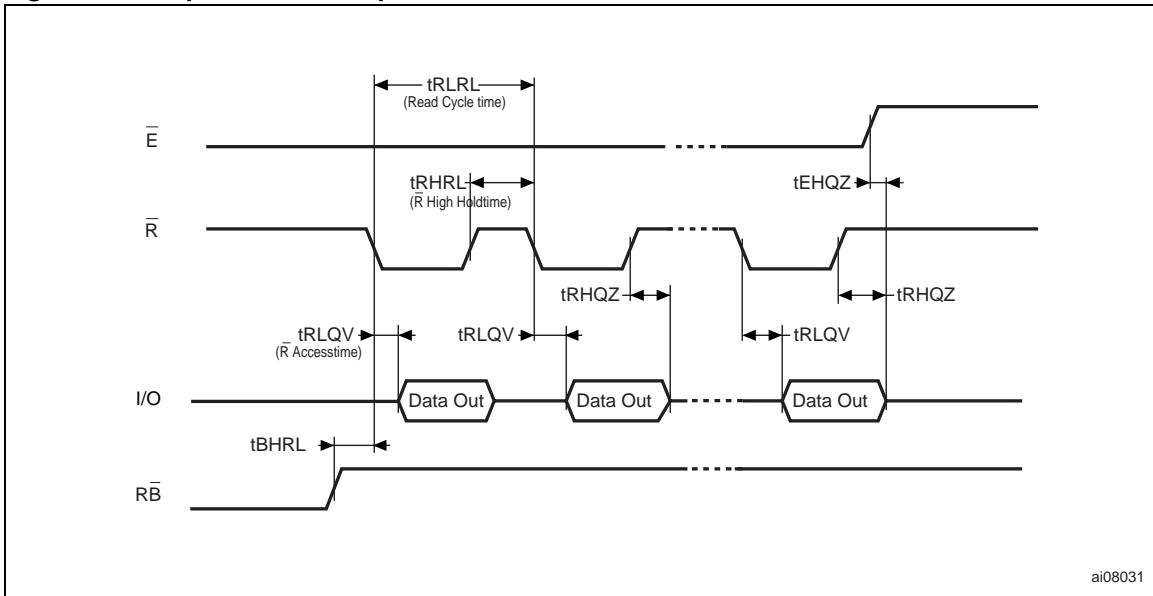 tRLRL
(Read Cycle time)
E̅
tRHRL
(R̅ High Holdtime)
tEHQZ
R̅
tRHQZ
tRHQZ
tRLQV
(R̅ Accesstime)
tRLQV
tRLQV
I/O
Data Out
Data Out
Data Out
tBHRL
RB̅
ai08031